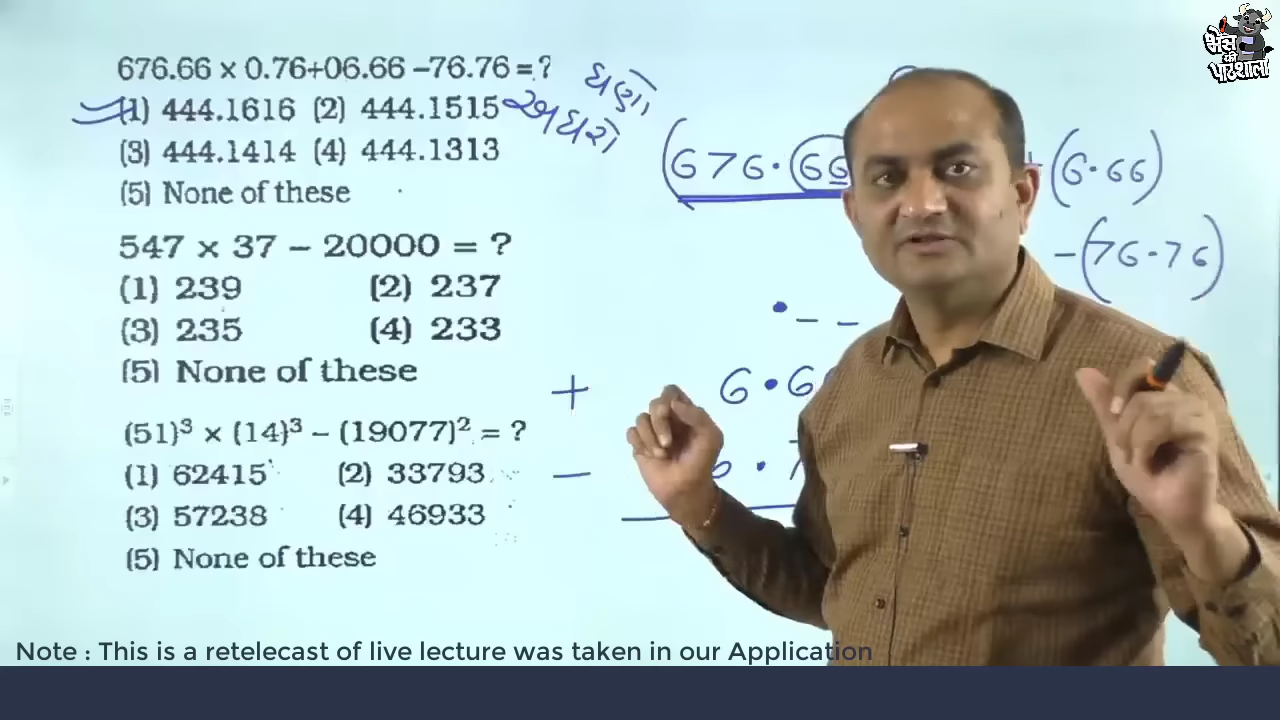 भैंस
की
पाठशाला
676.66 x 0.76+06.66 –76.76 = ?
(1) 444.1616 (2) 444.1515
(3) 444.1414 (4) 444.1313
(5) None of these
547 × 37 – 20000 = ?
(1) 239 (2) 237
(3) 235 (4) 233
(5) None of these
(51)³ × (14)³ – (19077)² = ?
(1) 62415 (2) 33793
(3) 57238 (4) 46933
(5) None of these
ઘણો
અઘરો
(676.66 (6.66)
-(76.76)
. _ _
+ 6.6
- 6.7
Note : This is a retelecast of live lecture was taken in our Application